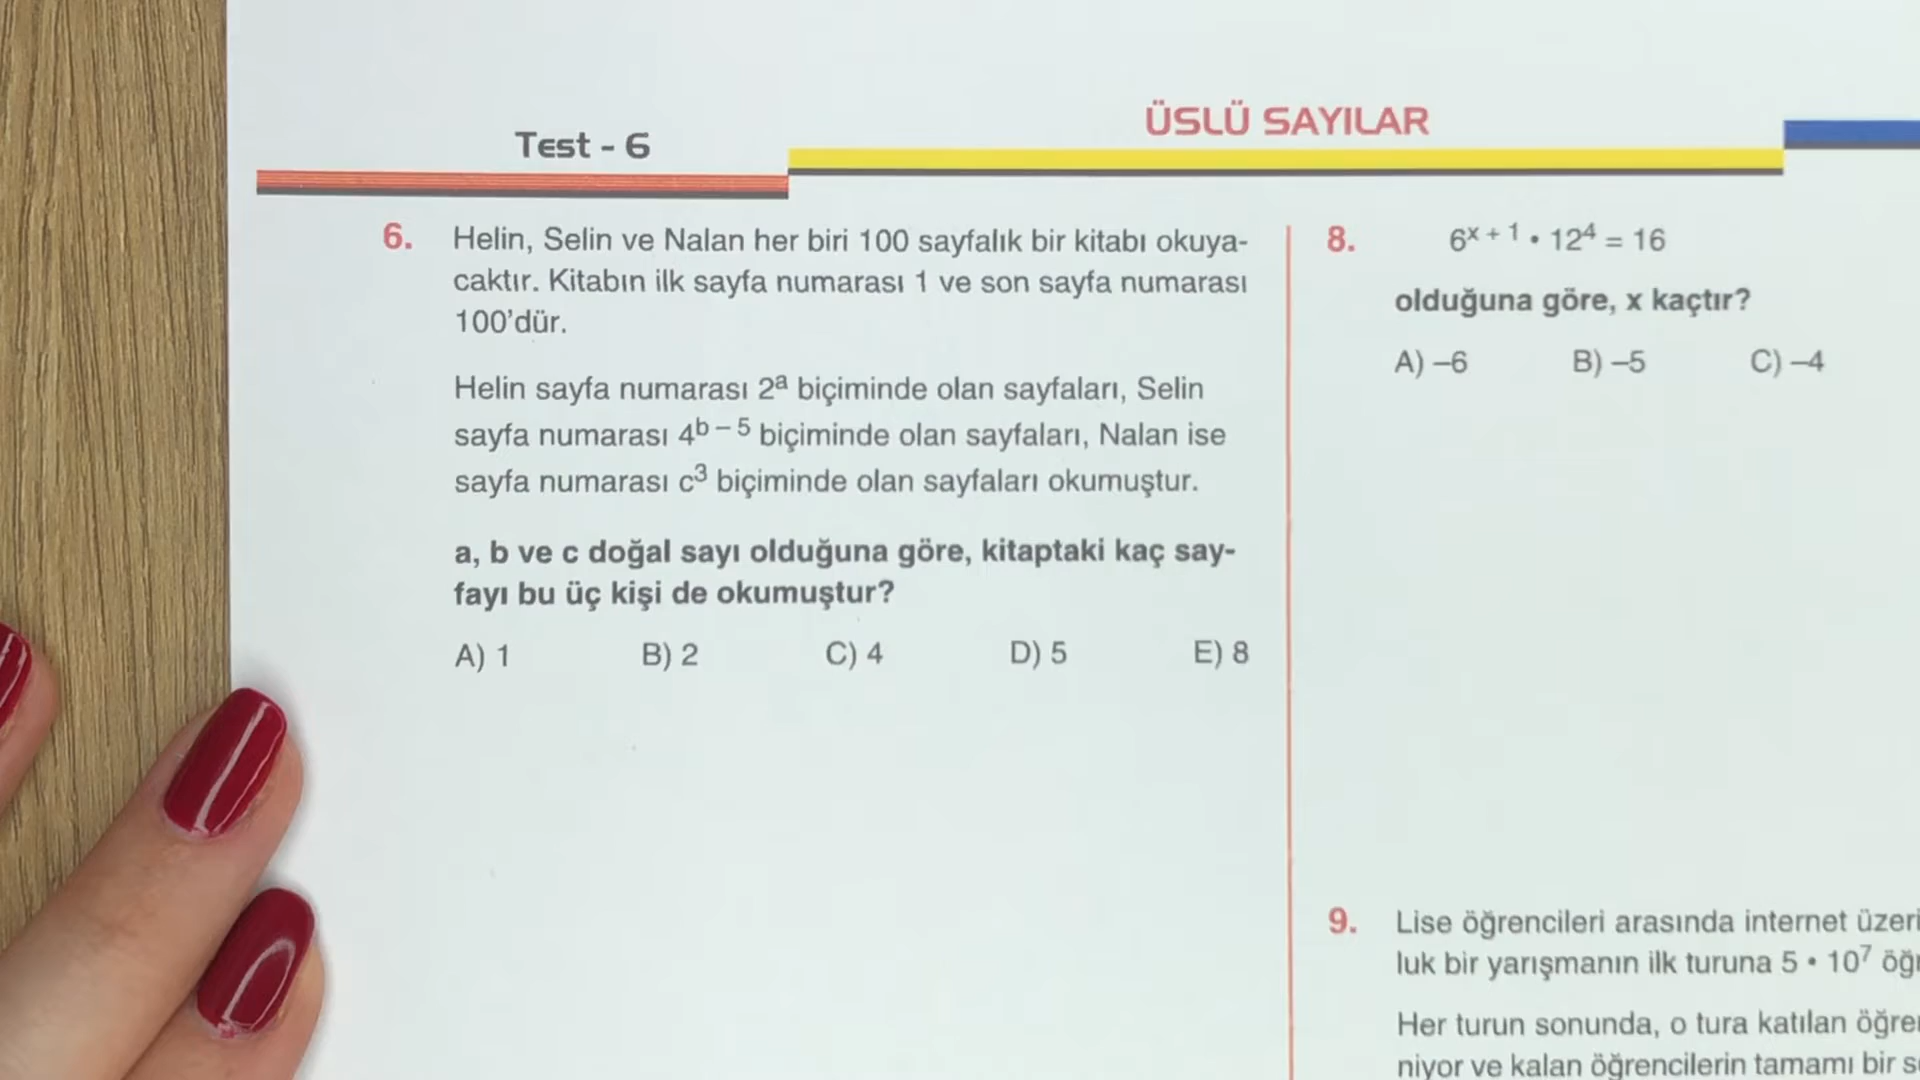 Test - 6
ÜSLÜ SAYILAR
6. Helin, Selin ve Nalan her biri 100 sayfalık bir kitabı okuya-
caktır. Kitabın ilk sayfa numarası 1 ve son sayfa numarası
100'dür.
Helin sayfa numarası 2ᵃ biçiminde olan sayfaları, Selin
sayfa numarası 4ᵇ⁻⁵ biçiminde olan sayfaları, Nalan ise
sayfa numarası c³ biçiminde olan sayfaları okumuştur.
a, b ve c doğal sayı olduğuna göre, kitaptaki kaç say-
fayı bu üç kişi de okumuştur?
A) 1 B) 2 C) 4 D) 5 E) 8
8. 6ˣ⁺¹ • 12⁴ = 16
olduğuna göre, x kaçtır?
A) –6 B) –5 C) –4
9. Lise öğrencileri arasında internet üzeri
luk bir yarışmanın ilk turuna 5 • 10⁷ öğr
Her turun sonunda, o tura katılan öğre
niyor ve kalan öğrencilerin tamamı bir s